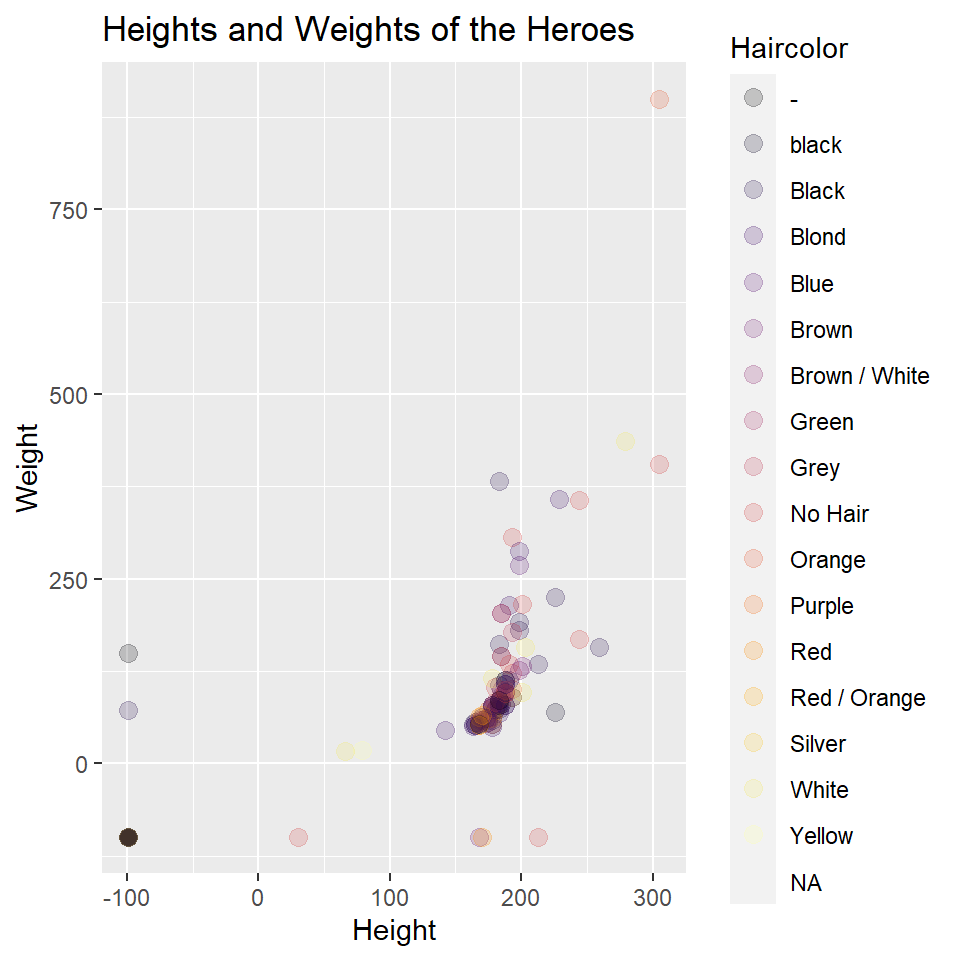 Heights and Weights of the Heroes
Haircolor
-
black
Black
Blond
Blue
Brown
Brown / White
Green
Grey
No Hair
Orange
Purple
Red
Red / Orange
Silver
White
Yellow
NA
Weight
750
500
250
0
-100
0
100
200
300
Height